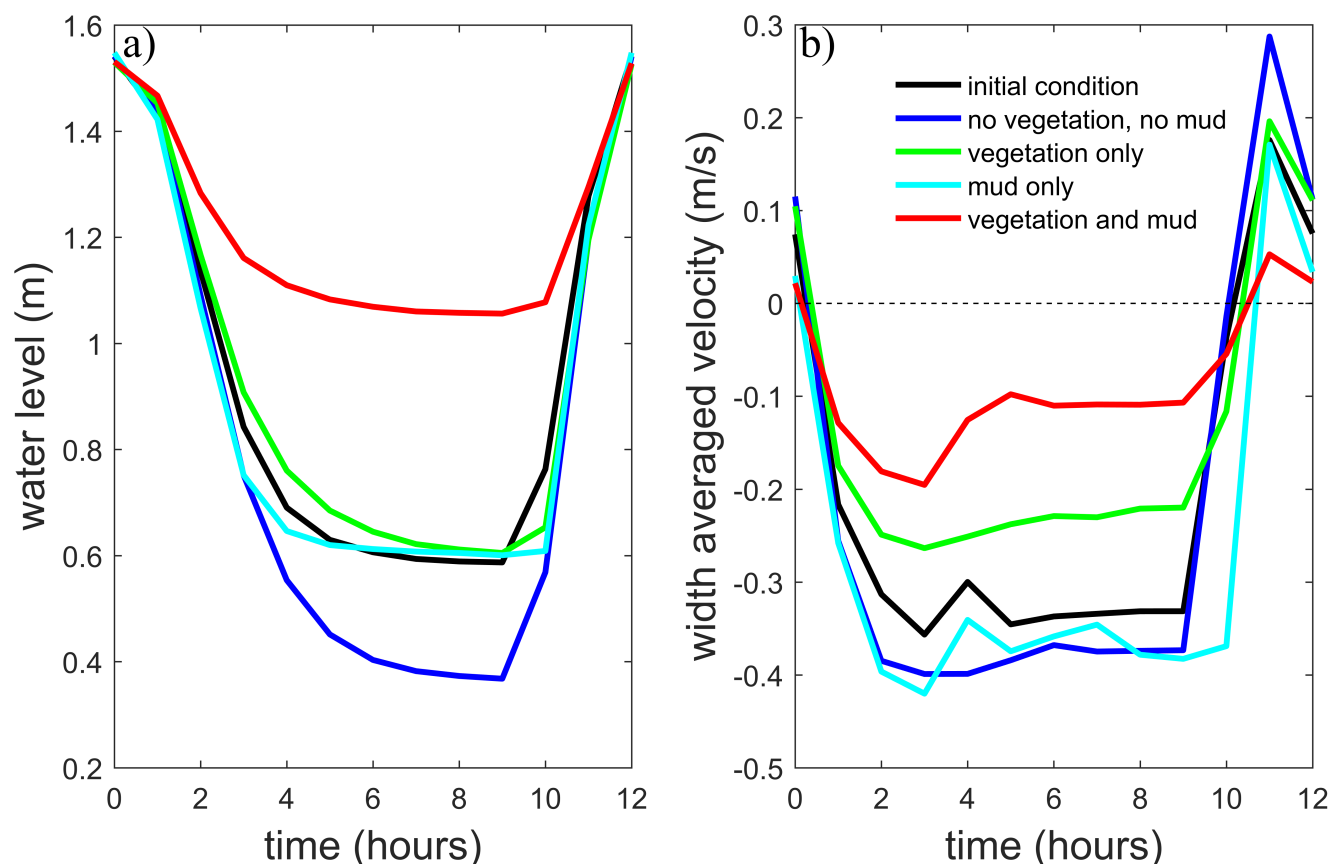 a)
1.6
1.4
1.2
1
0.8
0.6
0.4
0.2
0
2
4
6
8
10
12
time (hours)
water level (m)
b)
0.3
0.2
0.1
0
-0.1
-0.2
-0.3
-0.4
-0.5
0
2
4
6
8
10
12
time (hours)
width averaged velocity (m/s)
initial condition
no vegetation, no mud
vegetation only
mud only
vegetation and mud